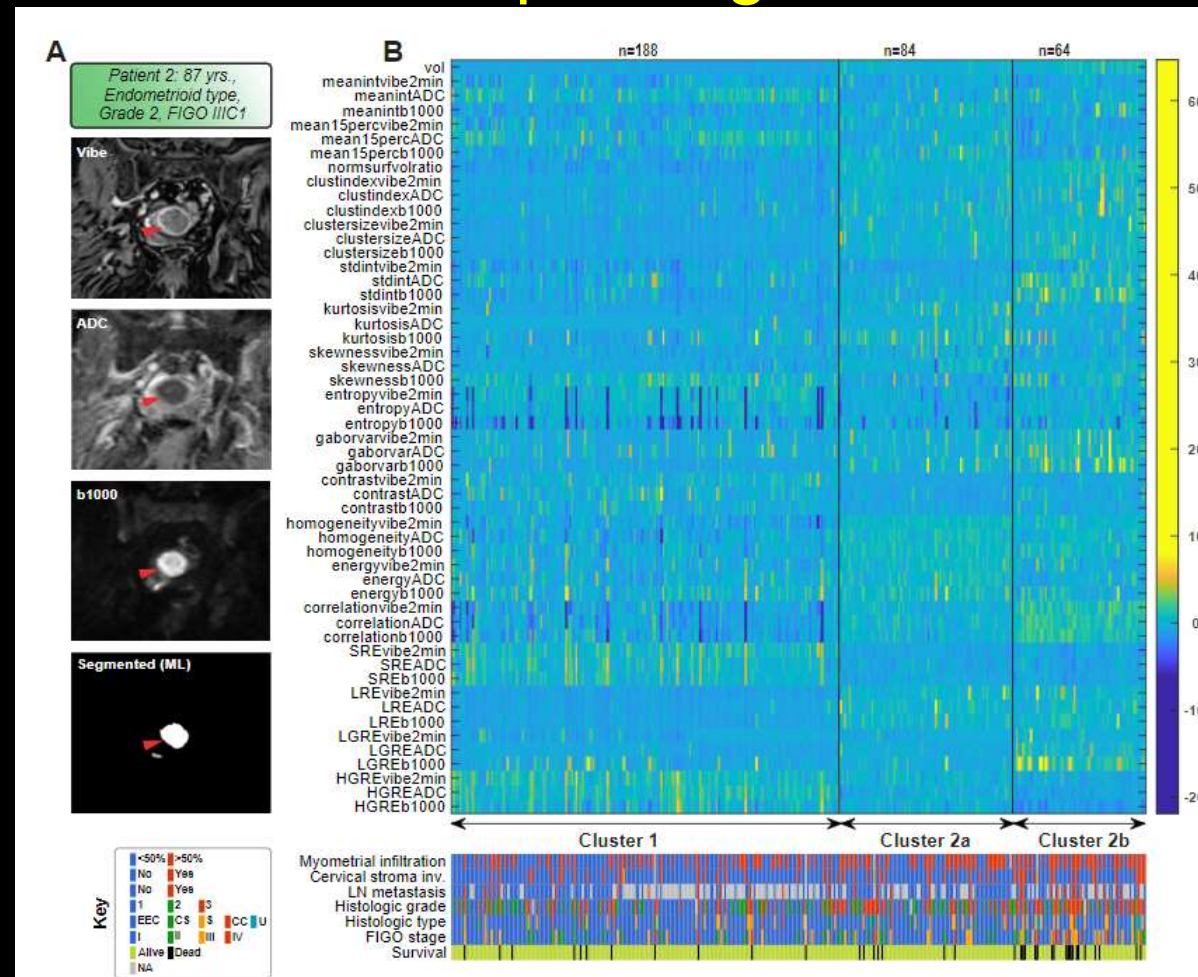 A
Patient 2: 87 yrs.,
Endometrioid type,
Grade 2, FIGO IIIC1
Vibe
ADC
b1000
Segmented (ML)
Key
<50% >50%
No Yes
No Yes
1 2 3
EEC CS S CC U
I II III IV
Alive Dead
NA
B
n=188 n=84 n=64
vol
meanintvibe2min
meanintADC
meanintb1000
mean15percvibe2min
mean15percADC
mean15percb1000
normsurfvolratio
clustindexvibe2min
clustindexADC
clustindexb1000
clustersizevibe2min
clustersizeADC
clustersizeb1000
stdintvibe2min
stdintADC
stdintb1000
kurtosisvibe2min
kurtosisADC
kurtosisb1000
skewnessvibe2min
skewnessADC
skewnessb1000
entropyvibe2min
entropyADC
entropyb1000
gaborvarvibe2min
gaborvarADC
gaborvarb1000
contrastvibe2min
contrastADC
contrastb1000
homogeneityvibe2min
homogeneityADC
homogeneityb1000
energyvibe2min
energyADC
energyb1000
correlationvibe2min
correlationADC
correlationb1000
SREvibe2min
SREADC
SREb1000
LREvibe2min
LREADC
LREb1000
LGREvibe2min
LGREADC
LGREb1000
HGREvibe2min
HGREADC
HGREb1000
Cluster 1 Cluster 2a Cluster 2b
Myometrial infiltration
Cervical stroma inv.
LN metastasis
Histologic grade
Histologic type
FIGO stage
Survival